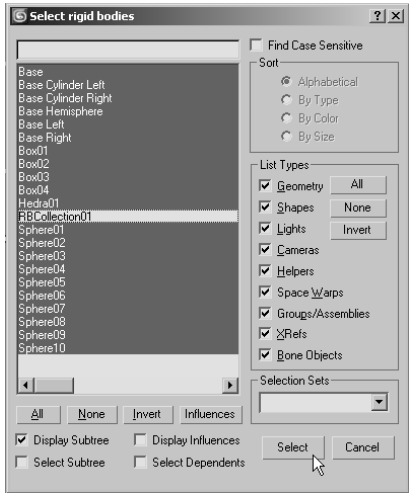 Select rigid bodies
Find Case Sensitive
Base
Base Cylinder Left
Base Cylinder Right
Base Hemisphere
Base Left
Base Right
Box01
Box02
Box03
Box04
Hedra01
RBCollection01
Sphere01
Sphere02
Sphere03
Sphere04
Sphere05
Sphere06
Sphere07
Sphere08
Sphere09
Sphere10
Sort
Alphabetical
By Type
By Color
By Size
List Types
Geometry All
Shapes None
Lights Invert
Cameras
Helpers
Space Warps
Groups/Assemblies
XRefs
Bone Objects
Selection Sets
All None Invert Influences
Display Subtree Display Influences
Select Subtree Select Dependents
Select Cancel